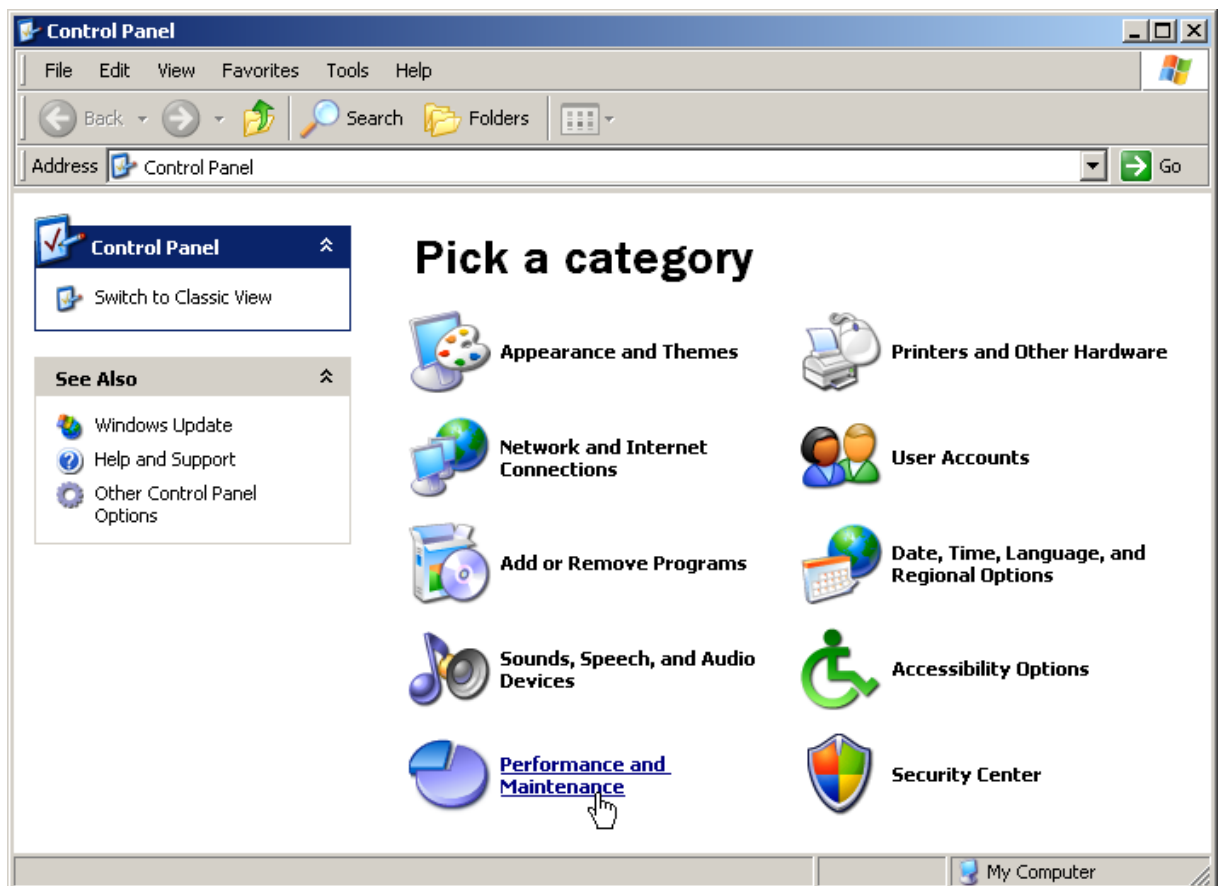 Control Panel
File Edit View Favorites Tools Help
Back Search Folders
Address Control Panel Go
Control Panel
Switch to Classic View
See Also
Windows Update
Help and Support
Other Control Panel
Options
Pick a category
Appearance and Themes
Printers and Other Hardware
Network and Internet
Connections
User Accounts
Add or Remove Programs
Date, Time, Language, and
Regional Options
Sounds, Speech, and Audio
Devices
Accessibility Options
Performance and
Maintenance
Security Center
My Computer